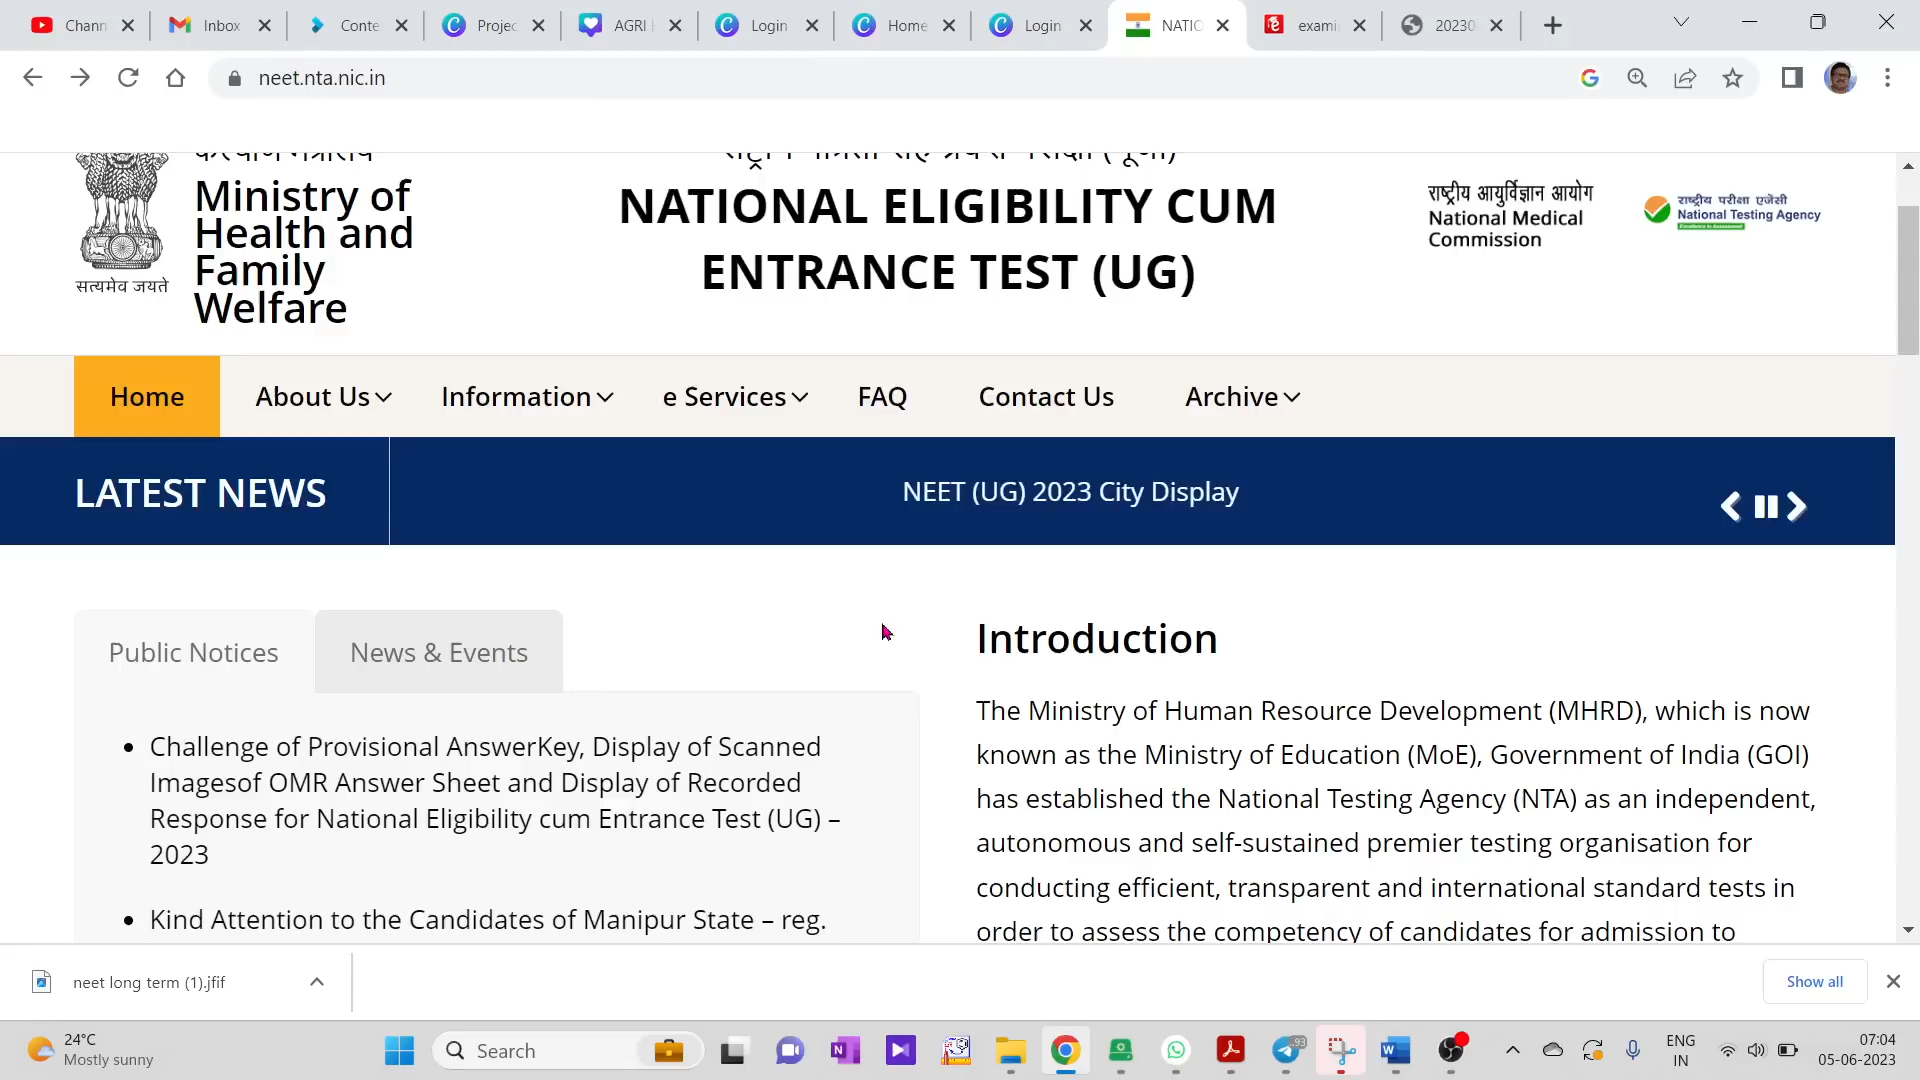 Chann
Inbox
Conte
Projec
AGRI
Login
Home
Login
NATIO
exami
20230
neet.nta.nic.in
Ministry of
Health and
Family
Welfare
सत्यमेव जयते
NATIONAL ELIGIBILITY CUM
ENTRANCE TEST (UG)
राष्ट्रीय आयुर्विज्ञान आयोग
National Medical
Commission
राष्ट्रीय परीक्षा एजेंसी
National Testing Agency
Excellence in Assessment
Home
About Us
Information
e Services
FAQ
Contact Us
Archive
LATEST NEWS
NEET (UG) 2023 City Display
Public Notices
News & Events
• Challenge of Provisional AnswerKey, Display of Scanned
Imagesof OMR Answer Sheet and Display of Recorded
Response for National Eligibility cum Entrance Test (UG) –
2023
• Kind Attention to the Candidates of Manipur State – reg.
Introduction
The Ministry of Human Resource Development (MHRD), which is now
known as the Ministry of Education (MoE), Government of India (GOI)
has established the National Testing Agency (NTA) as an independent,
autonomous and self-sustained premier testing organisation for
conducting efficient, transparent and international standard tests in
order to assess the competency of candidates for admission to
neet long term (1).jfif
Show all
24°C
Mostly sunny
Search
93
ENG
IN
07:04
05-06-2023